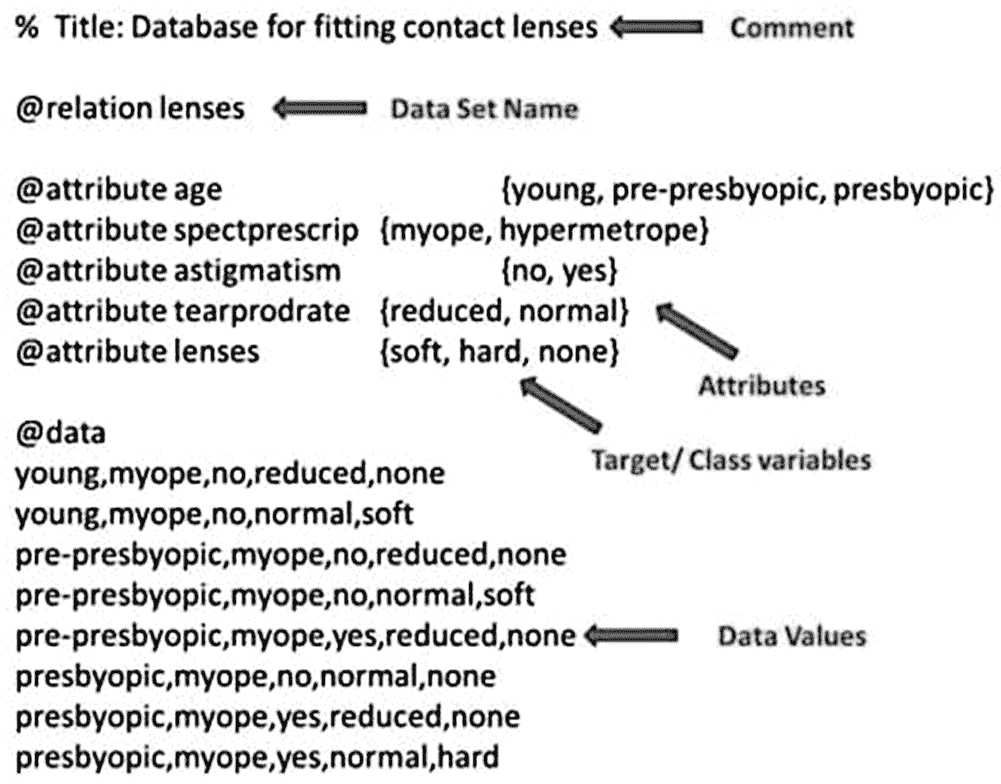 % Title: Database for fitting contact lenses Comment
@relation lenses Data Set Name
@attribute age {young, pre-presbyopic, presbyopic}
@attribute spectprescrip {myope, hypermetrope}
@attribute astigmatism {no, yes}
@attribute tearprodrate {reduced, normal}
@attribute lenses {soft, hard, none}
Attributes
@data
Target/ Class variables
young,myope,no,reduced,none
young,myope,no,normal,soft
pre-presbyopic,myope,no,reduced,none
pre-presbyopic,myope,no,normal,soft
pre-presbyopic,myope,yes,reduced,none Data Values
presbyopic,myope,no,normal,none
presbyopic,myope,yes,reduced,none
presbyopic,myope,yes,normal,hard